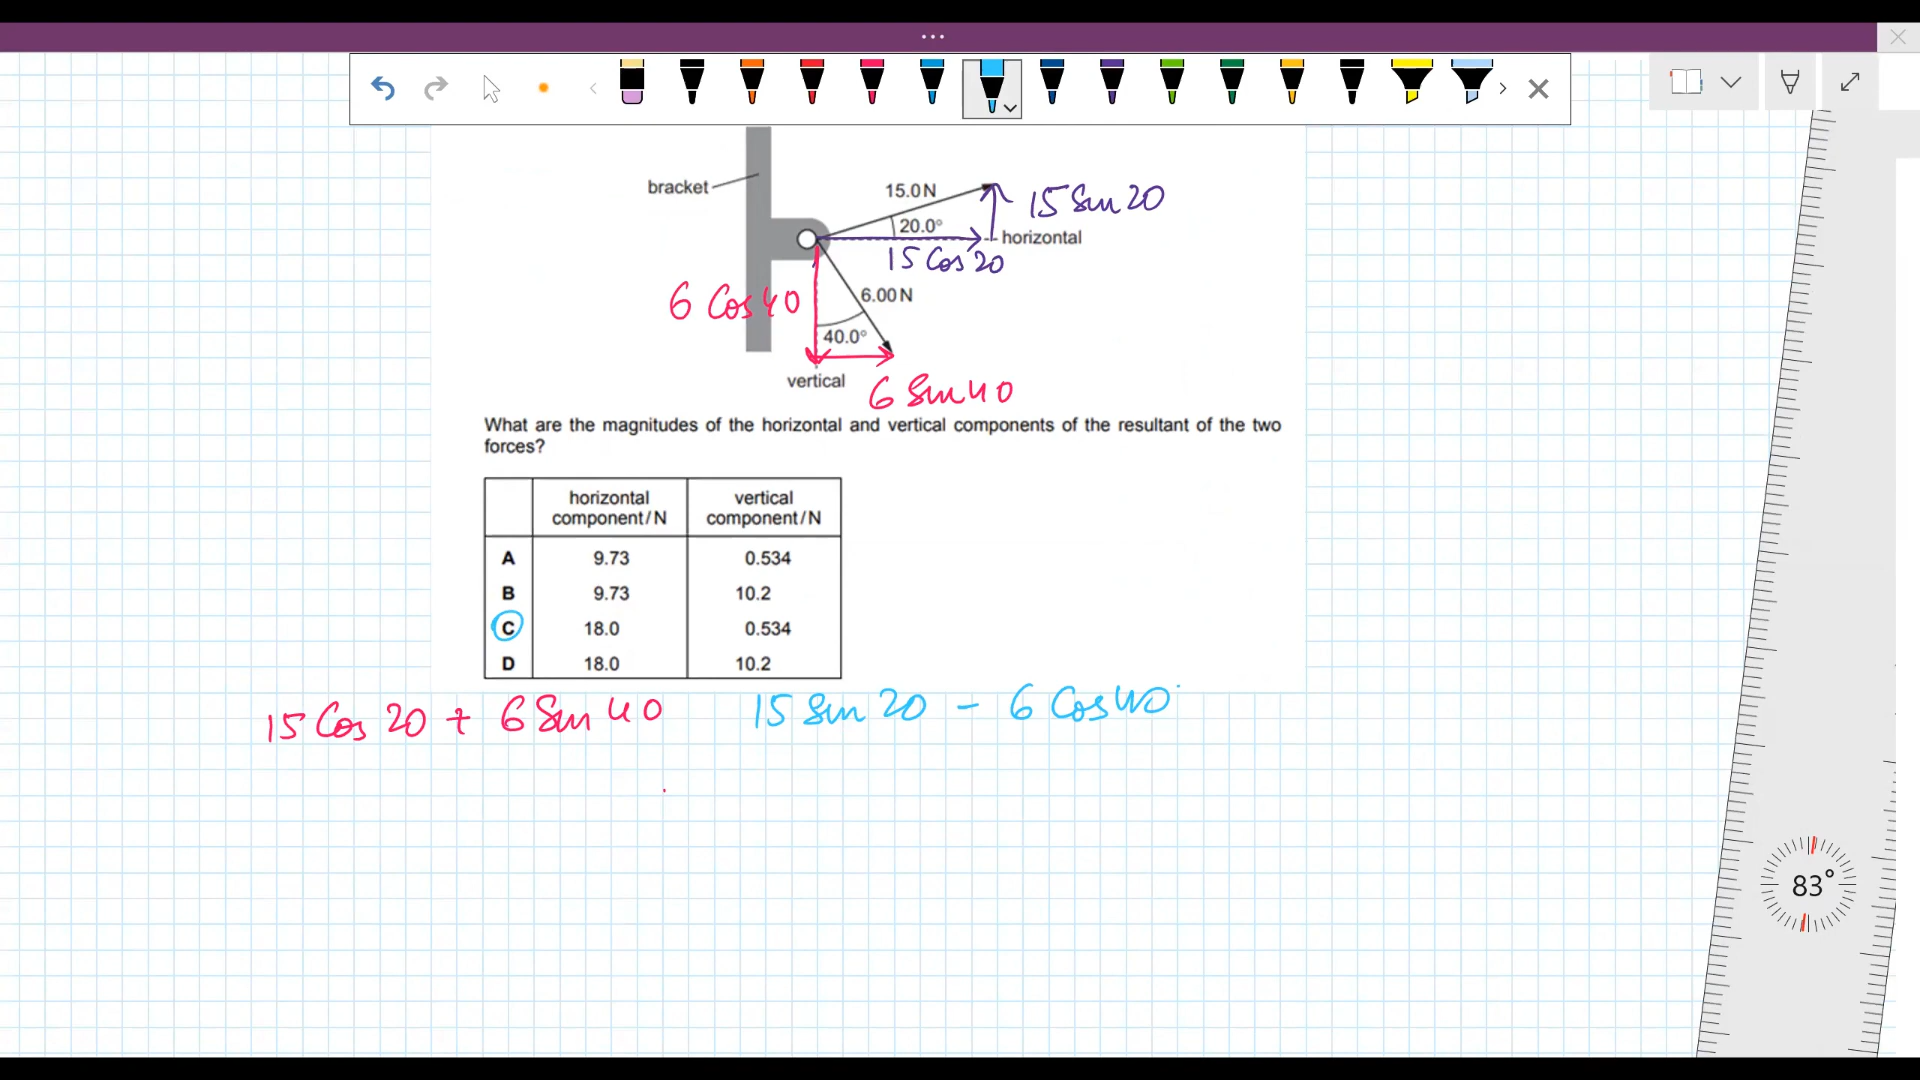 ...
bracket
15.0 N
15 Sin 20
20.0°
horizontal
15 Cos 20
6 Cos 40
6.00 N
40.0°
vertical
6 Sin 40
What are the magnitudes of the horizontal and vertical components of the resultant of the two
forces?
horizontal component/N vertical component/N
A 9.73 0.534
B 9.73 10.2
C 18.0 0.534
D 18.0 10.2
15 Cos 20 + 6 Sin 40 15 Sin 20 - 6 Cos 40
83°